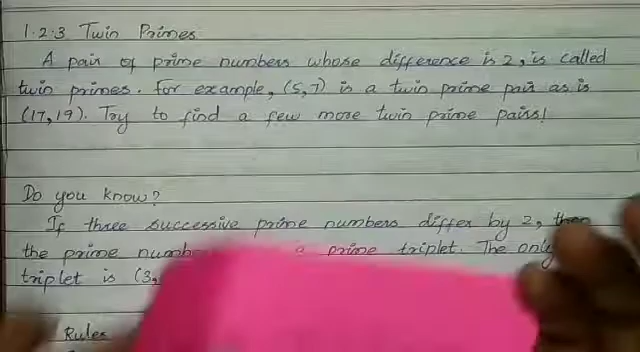 1.2.3 Twin Primes
A pair of prime numbers whose difference is 2, is called
twin primes. For example, (5,7) is a twin prime pair as is
(17,19). Try to find a few more twin prime pairs!
Do you know?
If three successive prime numbers differ by 2, then
the prime a prime triplet. The only
triplet is (3,
Rules